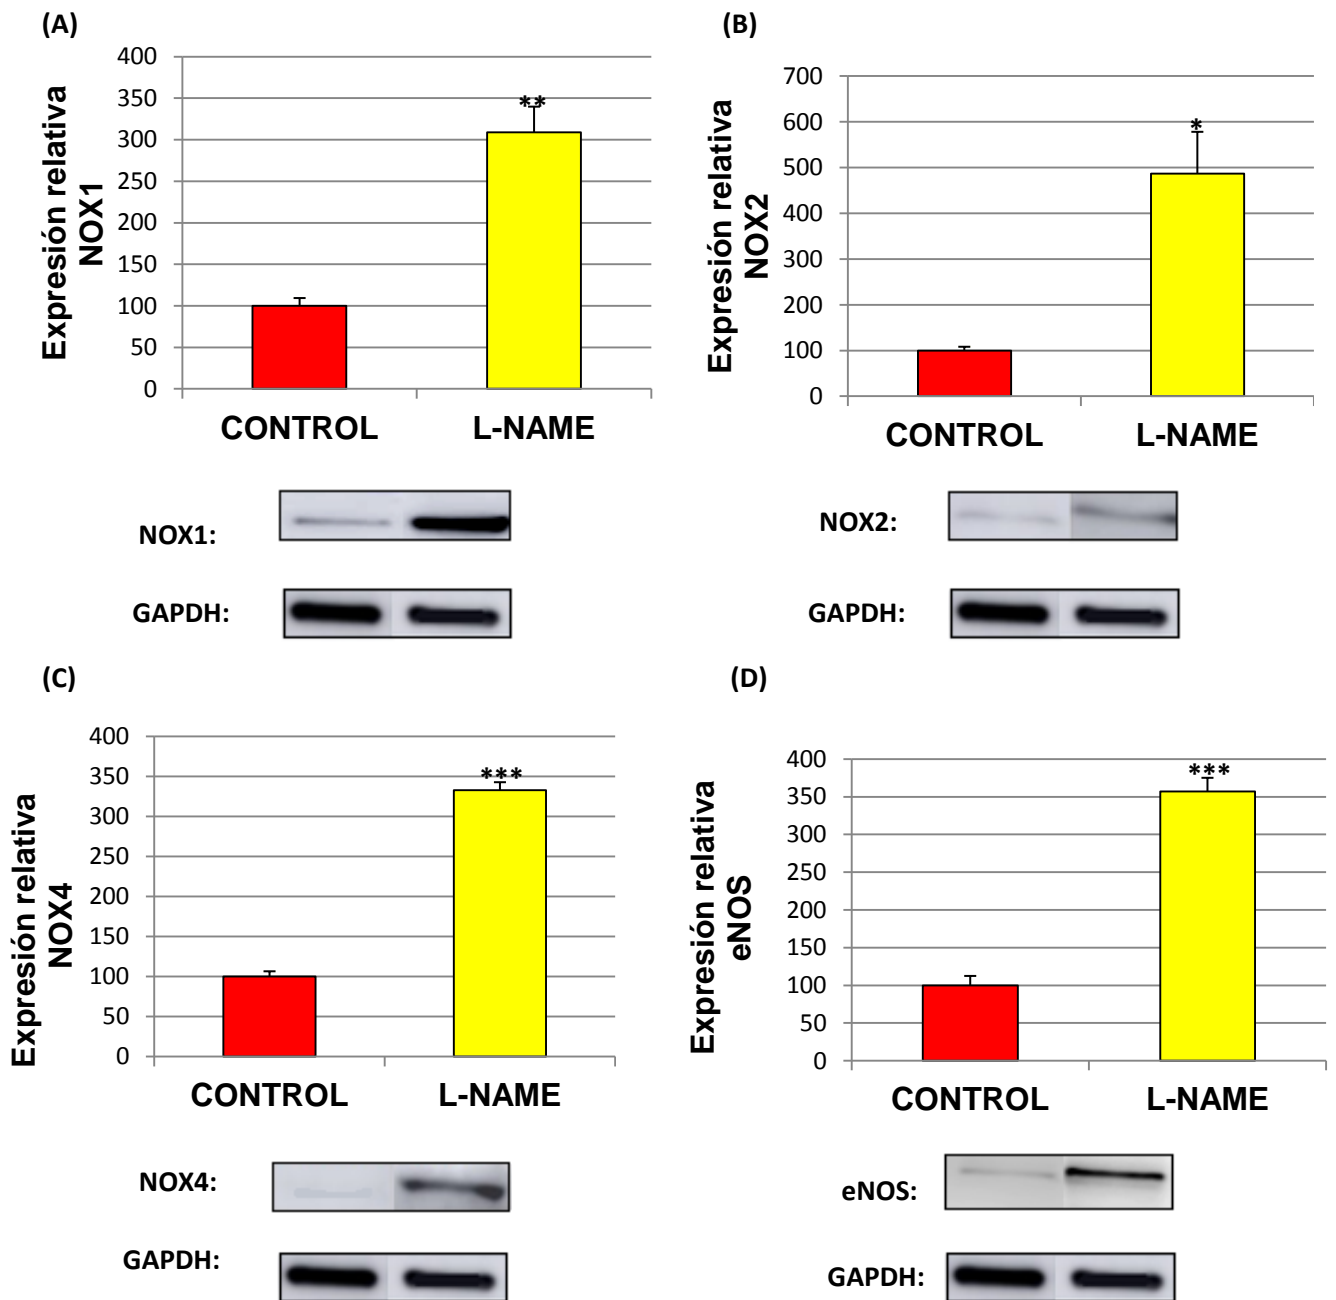 (A)
Expresión relativa
NOX1
400
350
300
250
200
150
100
50
0
**
CONTROL L-NAME
NOX1:
GAPDH:
(B)
Expresión relativa
NOX2
700
600
500
400
300
200
100
0
*
CONTROL L-NAME
NOX2:
GAPDH:
(C)
Expresión relativa
NOX4
400
350
300
250
200
150
100
50
0
***
CONTROL L-NAME
NOX4:
GAPDH:
(D)
Expresión relativa
eNOS
400
350
300
250
200
150
100
50
0
***
CONTROL L-NAME
eNOS:
GAPDH: